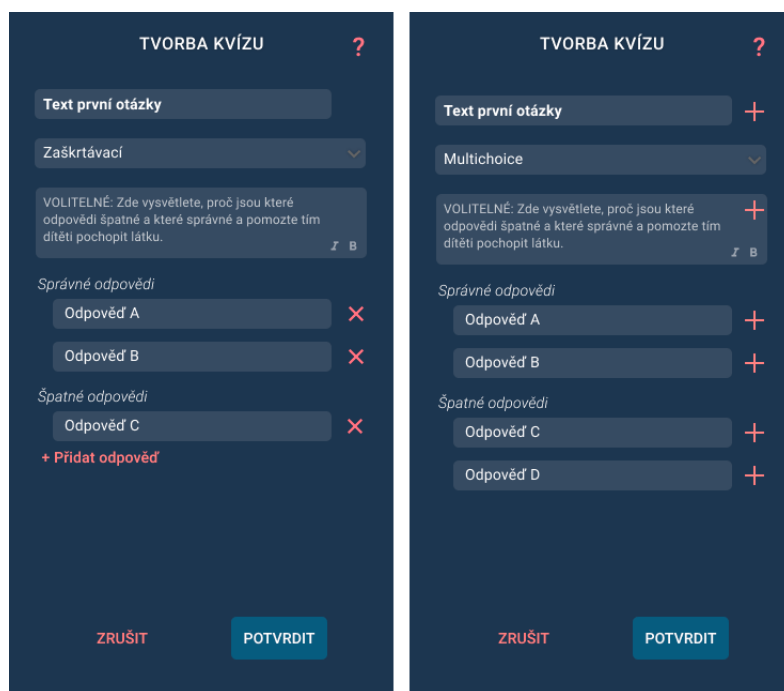 TVORBA KVÍZU ?
Text první otázky
Zaškrtávací
VOLITELNÉ: Zde vysvětlete, proč jsou které
odpovědi špatné a které správné a pomozte tím
dítěti pochopit látku.
I B
Správné odpovědi
Odpověď A
Odpověď B
Špatné odpovědi
Odpověď C
+ Přidat odpověď
ZRUŠIT POTVRDIT
TVORBA KVÍZU ?
Text první otázky
Multichoice
VOLITELNÉ: Zde vysvětlete, proč jsou které
odpovědi špatné a které správné a pomozte tím
dítěti pochopit látku.
I B
Správné odpovědi
Odpověď A
Odpověď B
Špatné odpovědi
Odpověď C
Odpověď D
ZRUŠIT POTVRDIT